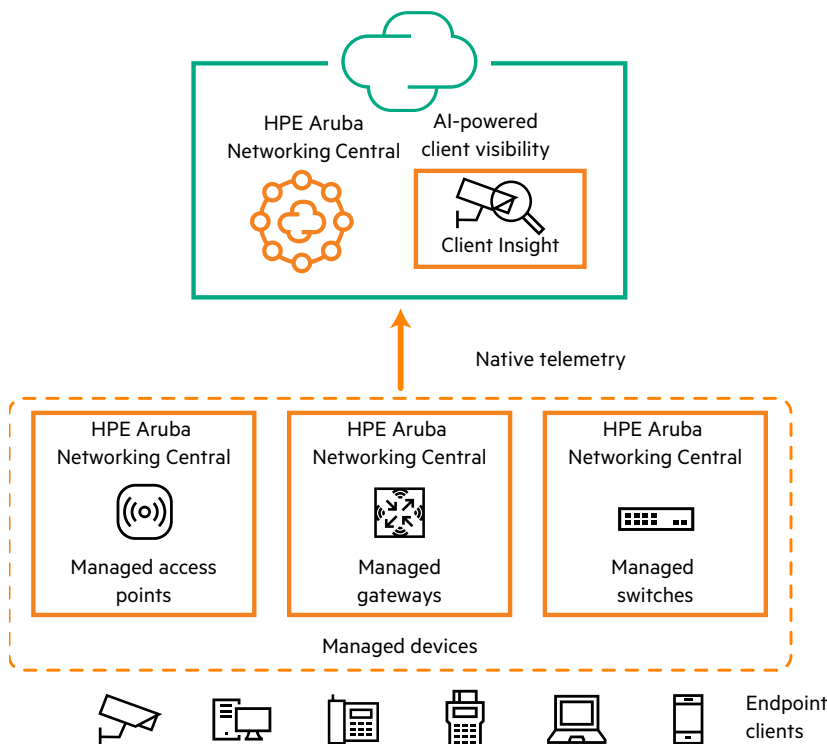 HPE Aruba
Networking Central
AI-powered
client visibility
Client Insight
Native telemetry
HPE Aruba
Networking Central
Managed access
points
HPE Aruba
Networking Central
Managed
gateways
HPE Aruba
Networking Central
Managed
switches
Managed devices
Endpoint
clients